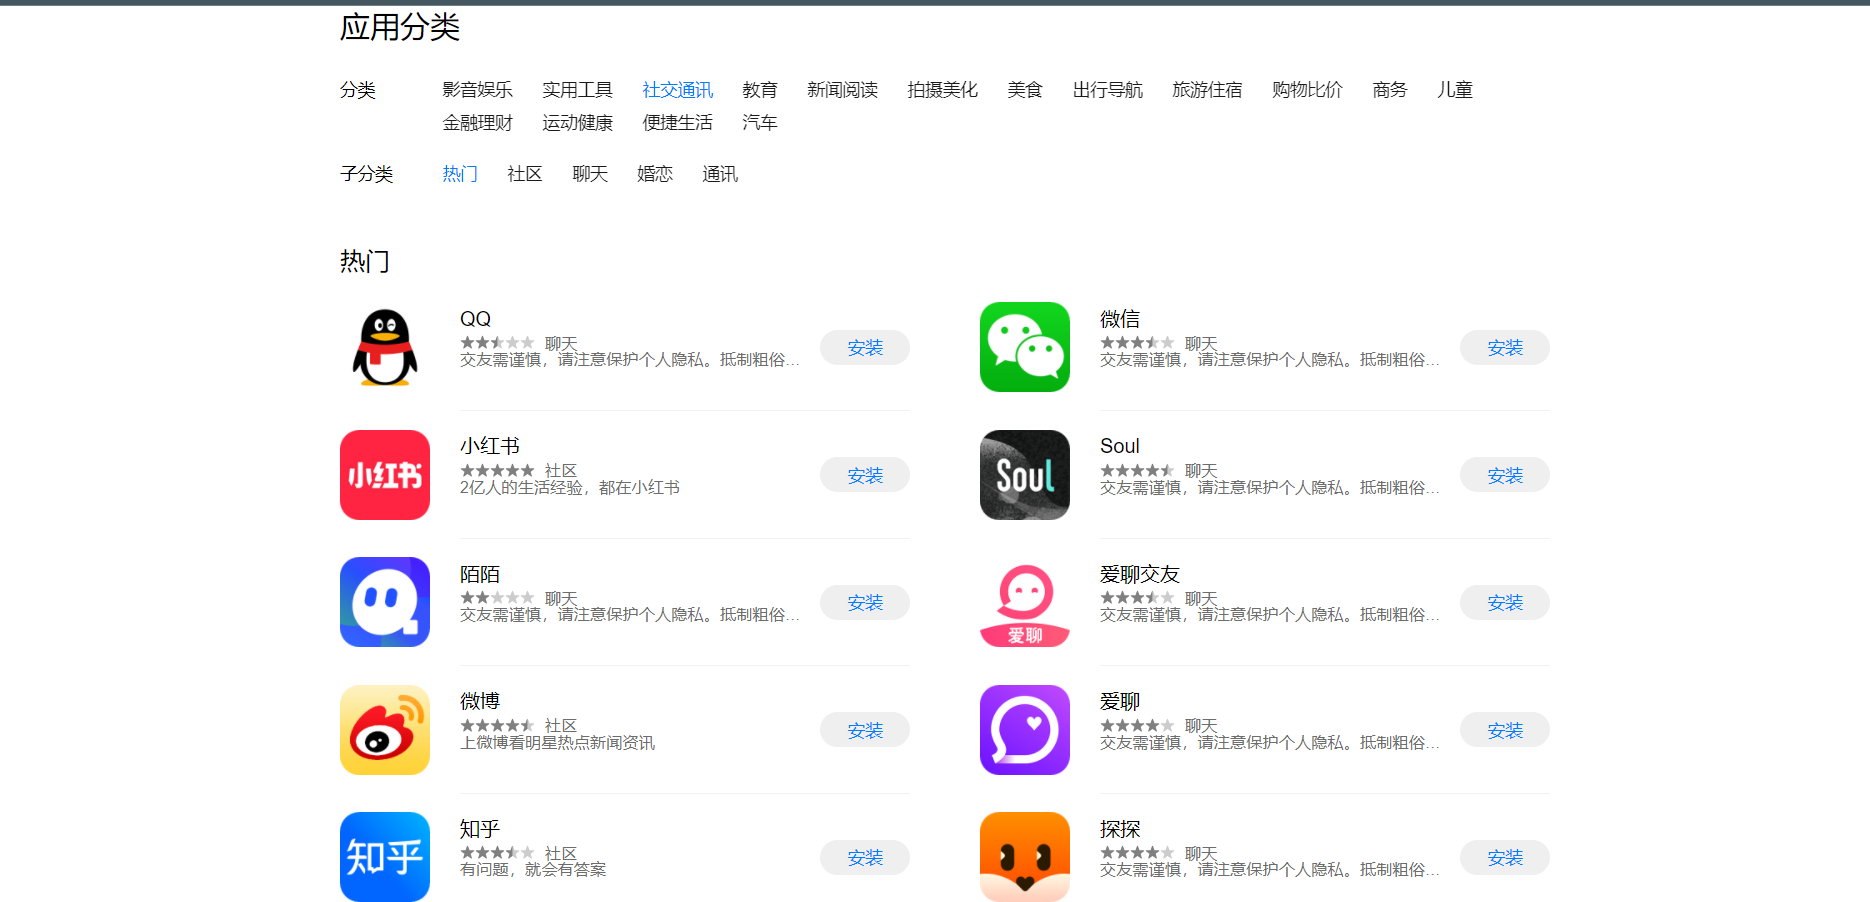 应用分类
分类 影音娱乐 实用工具 社交通讯 教育 新闻阅读 拍摄美化 美食 出行导航 旅游住宿 购物比价 商务 儿童
金融理财 运动健康 便捷生活 汽车
子分类 热门 社区 聊天 婚恋 通讯
热门
QQ
聊天
交友需谨慎，请注意保护个人隐私。抵制粗俗...
安装
微信
聊天
交友需谨慎，请注意保护个人隐私。抵制粗俗...
安装
小红书
小红书
社区
2亿人的生活经验，都在小红书
安装
Soul
Soul
聊天
交友需谨慎，请注意保护个人隐私。抵制粗俗...
安装
陌陌
聊天
交友需谨慎，请注意保护个人隐私。抵制粗俗...
安装
爱聊
爱聊交友
聊天
交友需谨慎，请注意保护个人隐私。抵制粗俗...
安装
微博
社区
上微博看明星热点新闻资讯
安装
爱聊
聊天
交友需谨慎，请注意保护个人隐私。抵制粗俗...
安装
知乎
知乎
社区
有问题，就会有答案
安装
探探
聊天
交友需谨慎，请注意保护个人隐私。抵制粗俗...
安装